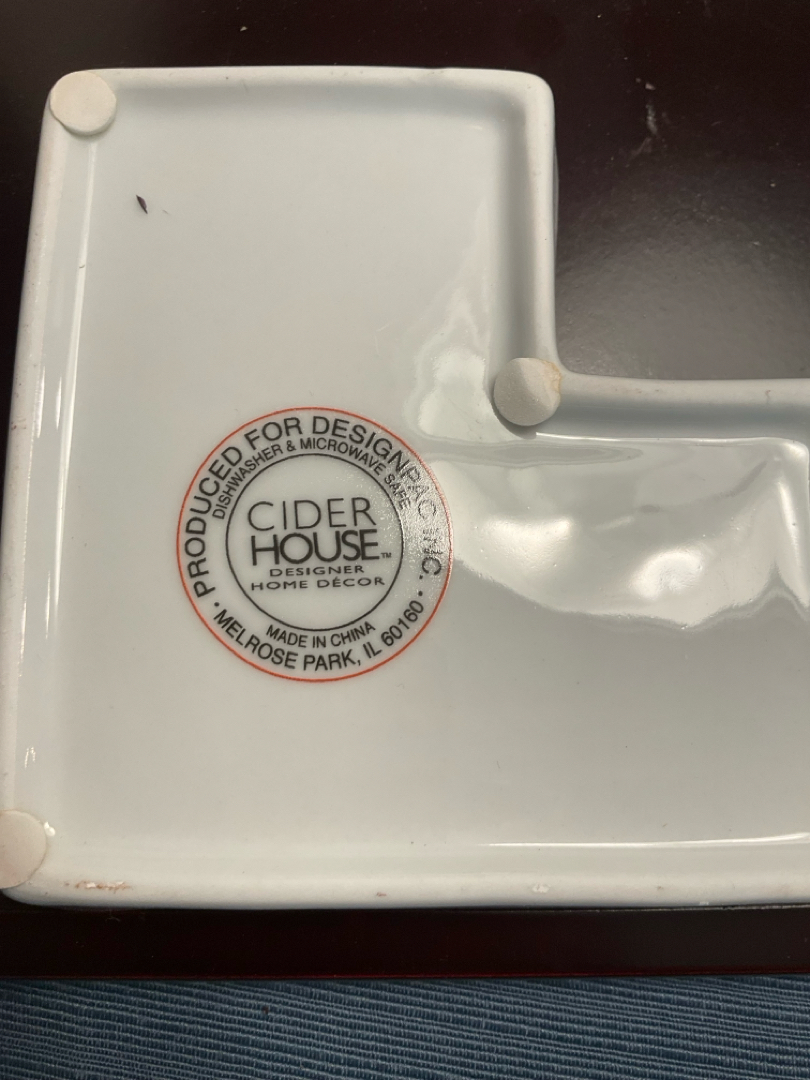 PRODUCED FOR DESIGNPAC INC.
DISHWASHER & MICROWAVE SAFE
CIDER
HOUSE™
DESIGNER
HOME DÉCOR
MADE IN CHINA
• MELROSE PARK, IL 60160 •